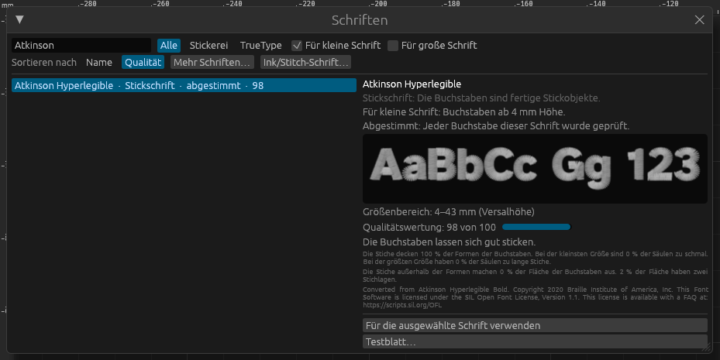 mm -280 -260 -240 -220 -200 -180 -160 -140 -120
Schriften
Atkinson Alle Stickerei TrueType Für kleine Schrift Für große Schrift
Sortieren nach Name Qualität Mehr Schriften… Ink/Stitch-Schrift…
Atkinson Hyperlegible · Stickschrift · abgestimmt · 98
Atkinson Hyperlegible
Stickschrift: Die Buchstaben sind fertige Stickobjekte.
Für kleine Schrift: Buchstaben ab 4 mm Höhe.
Abgestimmt: Jeder Buchstabe dieser Schrift wurde geprüft.
AaBbCc Gg 123
Größenbereich: 4–43 mm (Versalhöhe)
Qualitätswertung: 98 von 100
Die Buchstaben lassen sich gut sticken.
Die Stiche decken 100 % der Formen der Buchstaben. Bei der kleinsten Größe sind 0 % der Säulen zu schmal.
Bei der größten Größe haben 0 % der Säulen zu lange Stiche.
Die Stiche außerhalb der Formen machen 0 % der Fläche der Buchstaben aus. 2 % der Fläche haben zwei
Stichlagen.
Converted from Atkinson Hyperlegible Bold. Copyright 2020 Braille Institute of America, Inc. This Font
Software is licensed under the SIL Open Font License, Version 1.1. This license is available with a FAQ at:
https://scripts.sil.org/OFL
Für die ausgewählte Schrift verwenden
Testblatt…